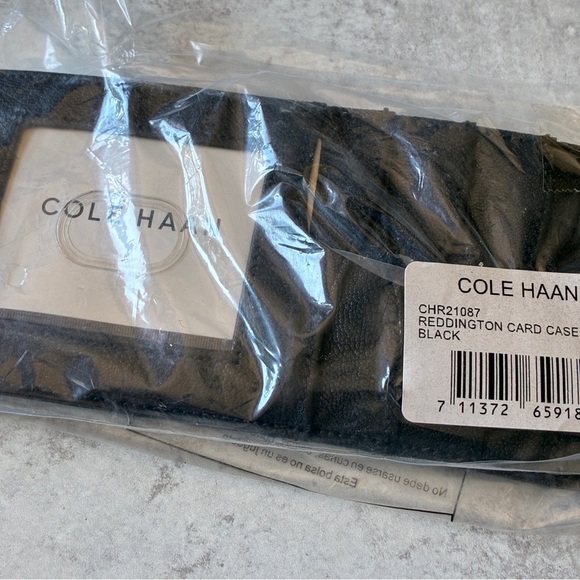 COLE HAAN
COLE HAAN
CHR21087
REDDINGTON CARD CASE
BLACK
7 11372 65918
No debe usarse en cunas,
Esta bolsa no es un jug